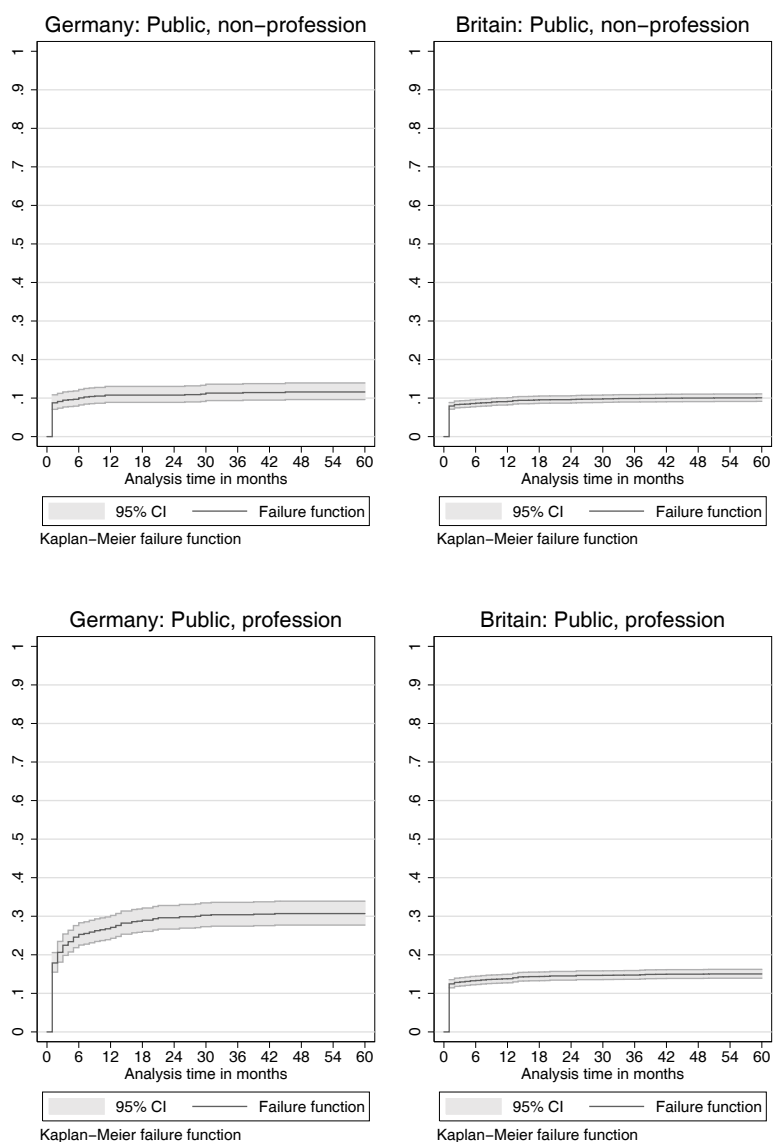 Germany: Public, non−profession
1
.9
.8
.7
.6
.5
.4
.3
.2
.1
0
0 6 12 18 24 30 36 42 48 54 60
Analysis time in months
95% CI Failure function
Kaplan−Meier failure function
Britain: Public, non−profession
1
.9
.8
.7
.6
.5
.4
.3
.2
.1
0
0 6 12 18 24 30 36 42 48 54 60
Analysis time in months
95% CI Failure function
Kaplan−Meier failure function
Germany: Public, profession
1
.9
.8
.7
.6
.5
.4
.3
.2
.1
0
0 6 12 18 24 30 36 42 48 54 60
Analysis time in months
95% CI Failure function
Kaplan−Meier failure function
Britain: Public, profession
1
.9
.8
.7
.6
.5
.4
.3
.2
.1
0
0 6 12 18 24 30 36 42 48 54 60
Analysis time in months
95% CI Failure function
Kaplan−Meier failure function